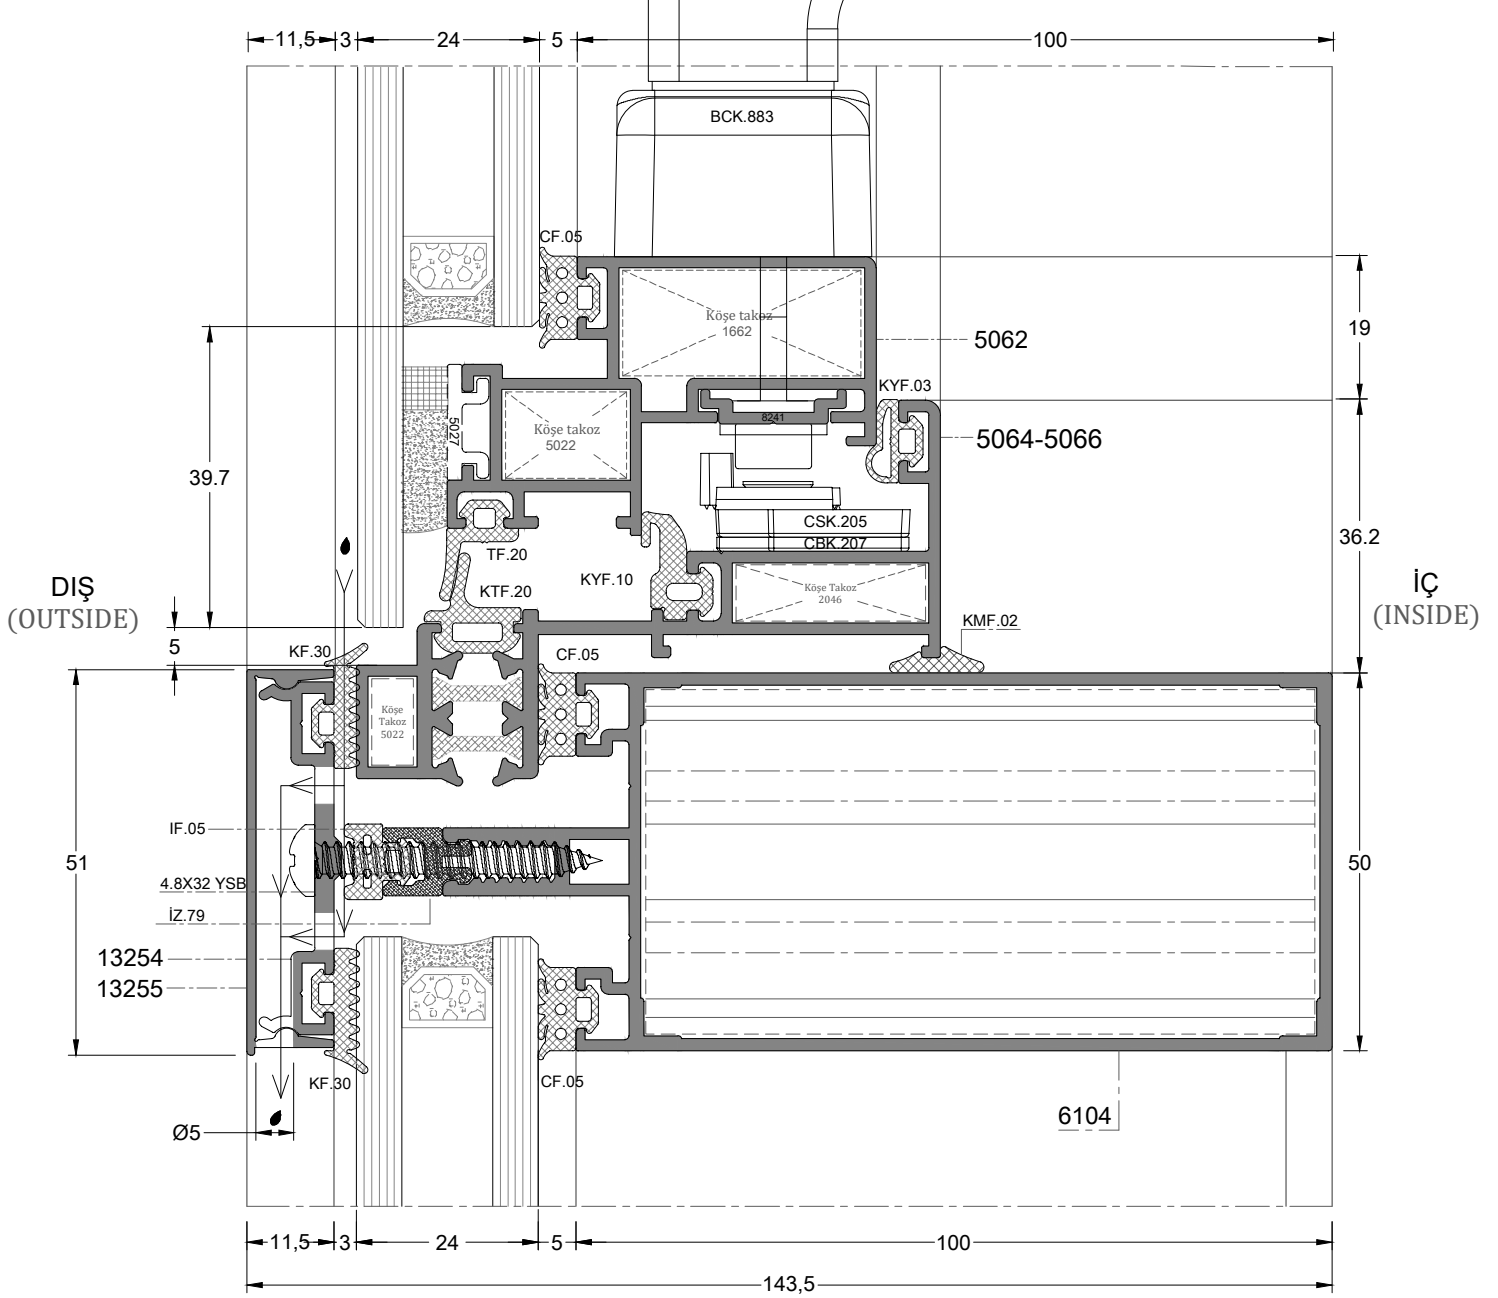 11,5
3
24
5
100
BCK.883
CF.05
Köşe takoz
1662
19
5062
KYF.03
8241
5064-5066
5027
Köşe takoz
5022
39.7
CSK.205
CBK.207
36.2
TF.20
KTF.20
KYF.10
Köşe Takoz
2046
DIŞ
(OUTSIDE)
İÇ
(INSIDE)
KMF.02
5
KF.30
CF.05
Köşe
Takoz
5022
IF.05
51
50
4.8X32 YSB
İZ.79
13254
13255
KF.30
CF.05
6104
Ø5
11,5
3
24
5
100
143,5